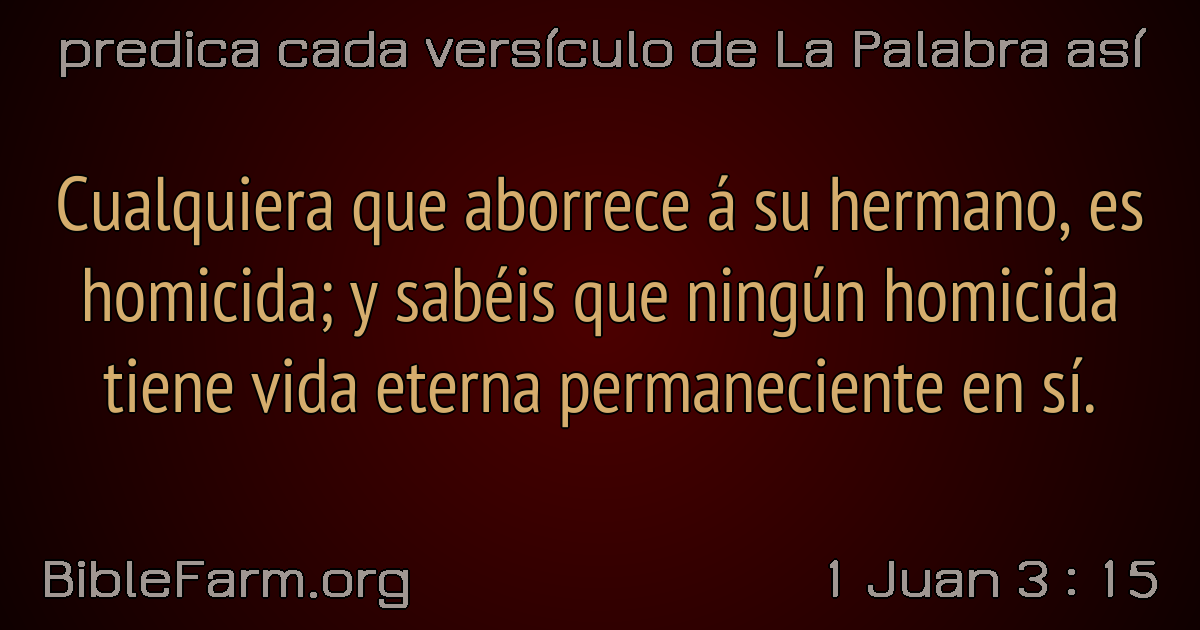 predica cada versículo de La Palabra así
Cualquiera que aborrece á su hermano, es
homicida; y sabéis que ningún homicida
tiene vida eterna permaneciente en sí.
BibleFarm.org
1 Juan 3 : 15